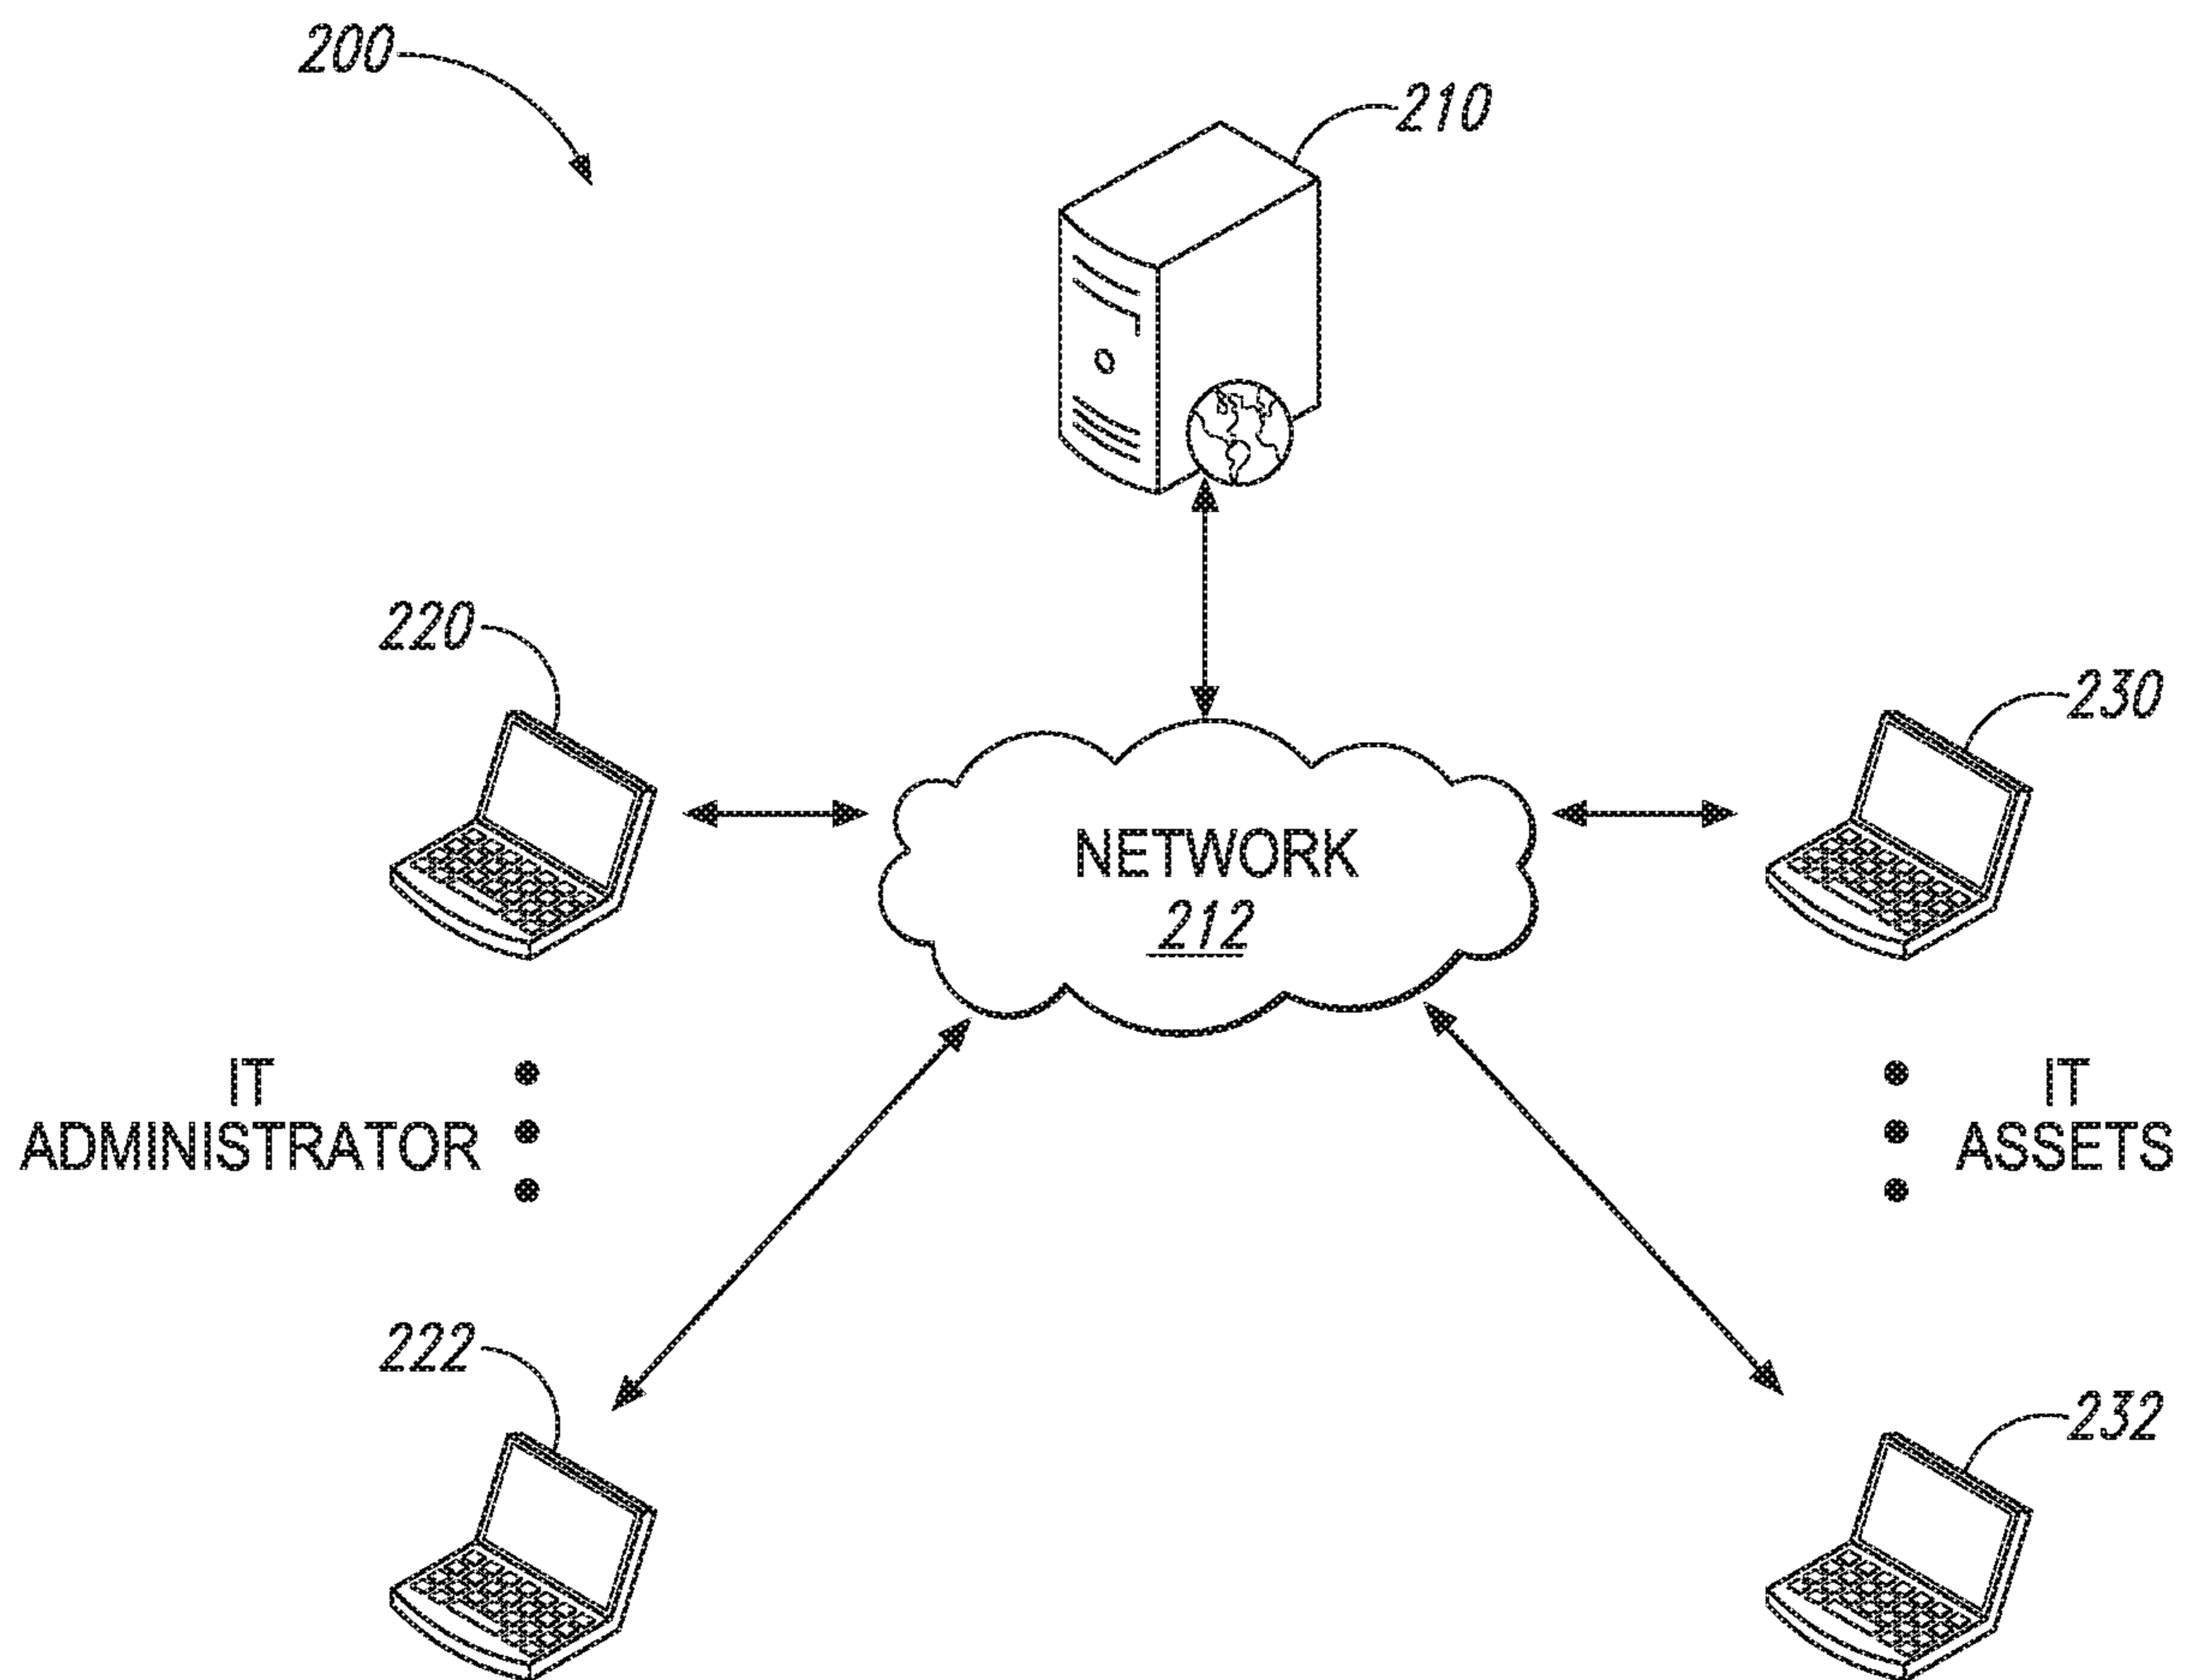 200
210
220
230
NETWORK
212
IT
ADMINISTRATOR
IT
ASSETS
222
232